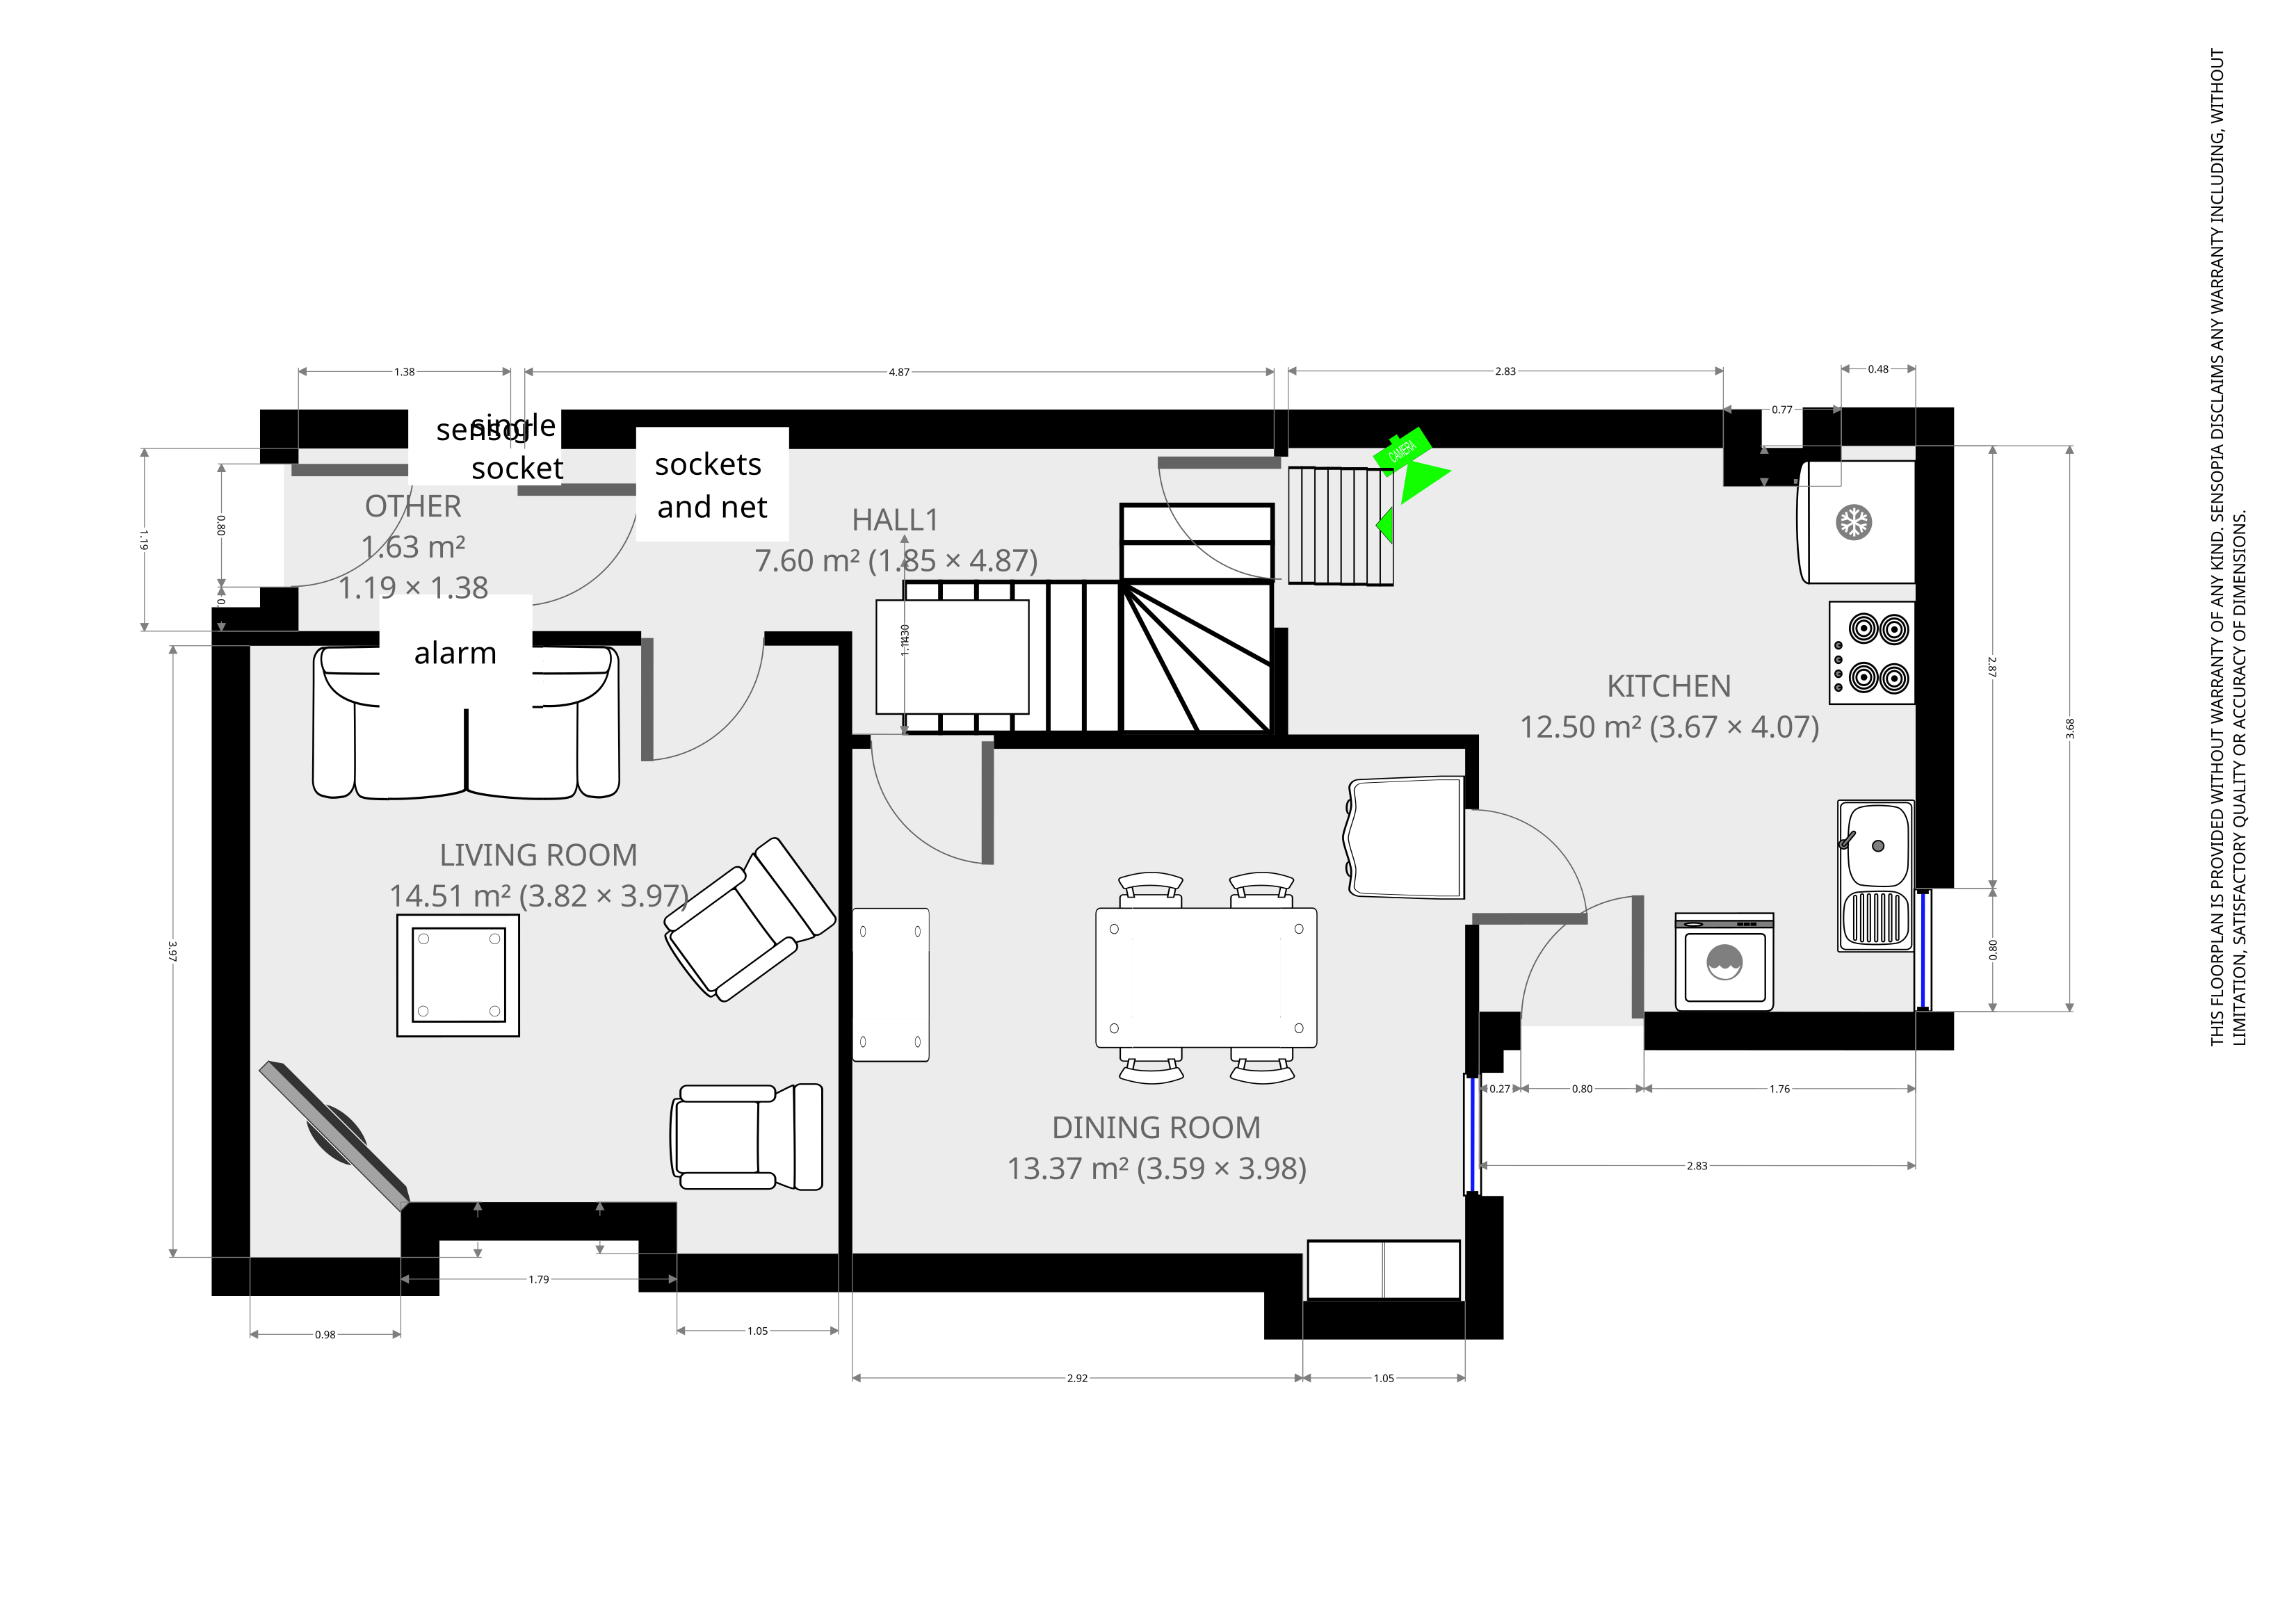 1.38
4.87
2.83
0.48
0.77
sensor
single
socket
sockets
and net
CAMERA
OTHER
1.63 m²
1.19 × 1.38
HALL1
7.60 m² (1.85 × 4.87)
1.19
0.80
alarm
KITCHEN
12.50 m² (3.67 × 4.07)
2.87
3.68
0.80
LIVING ROOM
14.51 m² (3.82 × 3.97)
3.97
DINING ROOM
13.37 m² (3.59 × 3.98)
0.27
0.80
1.76
2.83
1.79
0.98
1.05
2.92
1.05
THIS FLOORPLAN IS PROVIDED WITHOUT WARRANTY OF ANY KIND. SENSOPIA DISCLAIMS ANY WARRANTY INCLUDING, WITHOUT
LIMITATION, SATISFACTORY QUALITY OR ACCURACY OF DIMENSIONS.